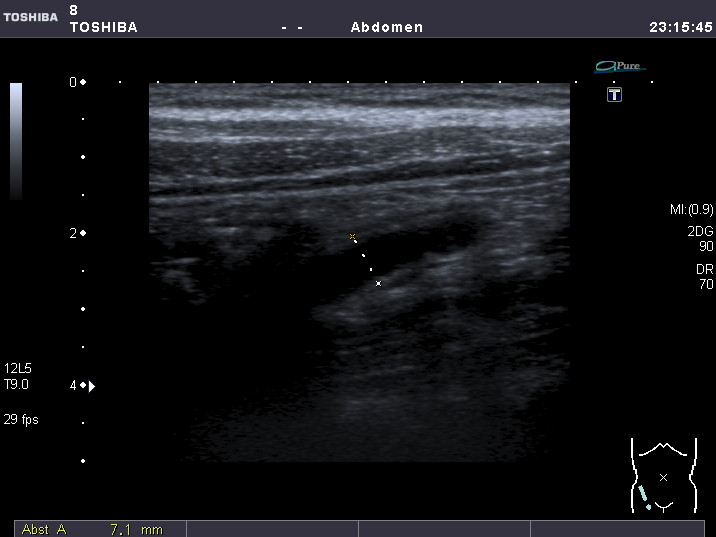 TOSHIBA
8
TOSHIBA - - Abdomen 23:15:45
aPure
T
0
2
4
MI:(0.9)
2DG
90
DR
70
12L5
T9.0
29 fps
Abst A 7.1 mm